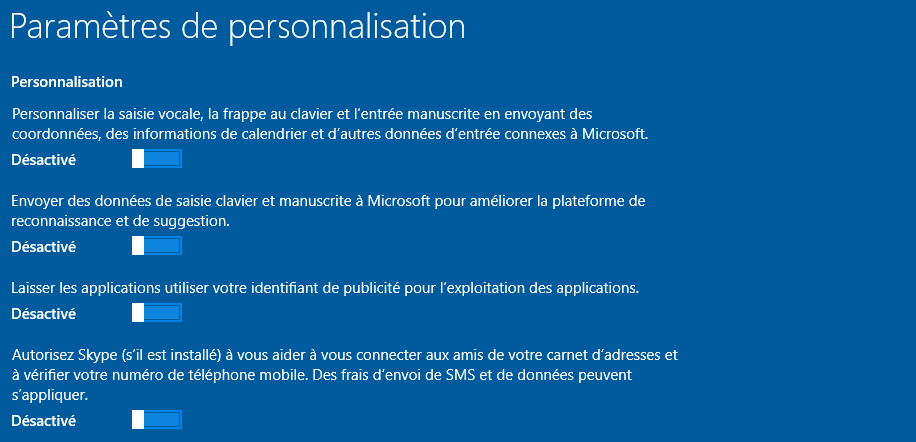 Paramètres de personnalisation
Personnalisation
Personnaliser la saisie vocale, la frappe au clavier et l'entrée manuscrite en envoyant des
coordonnées, des informations de calendrier et d'autres données d'entrée connexes à Microsoft.
Désactivé
Envoyer des données de saisie clavier et manuscrite à Microsoft pour améliorer la plateforme de
reconnaissance et de suggestion.
Désactivé
Laisser les applications utiliser votre identifiant de publicité pour l'exploitation des applications.
Désactivé
Autorisez Skype (s'il est installé) à vous aider à vous connecter aux amis de votre carnet d'adresses et
à vérifier votre numéro de téléphone mobile. Des frais d'envoi de SMS et de données peuvent
s'appliquer.
Désactivé